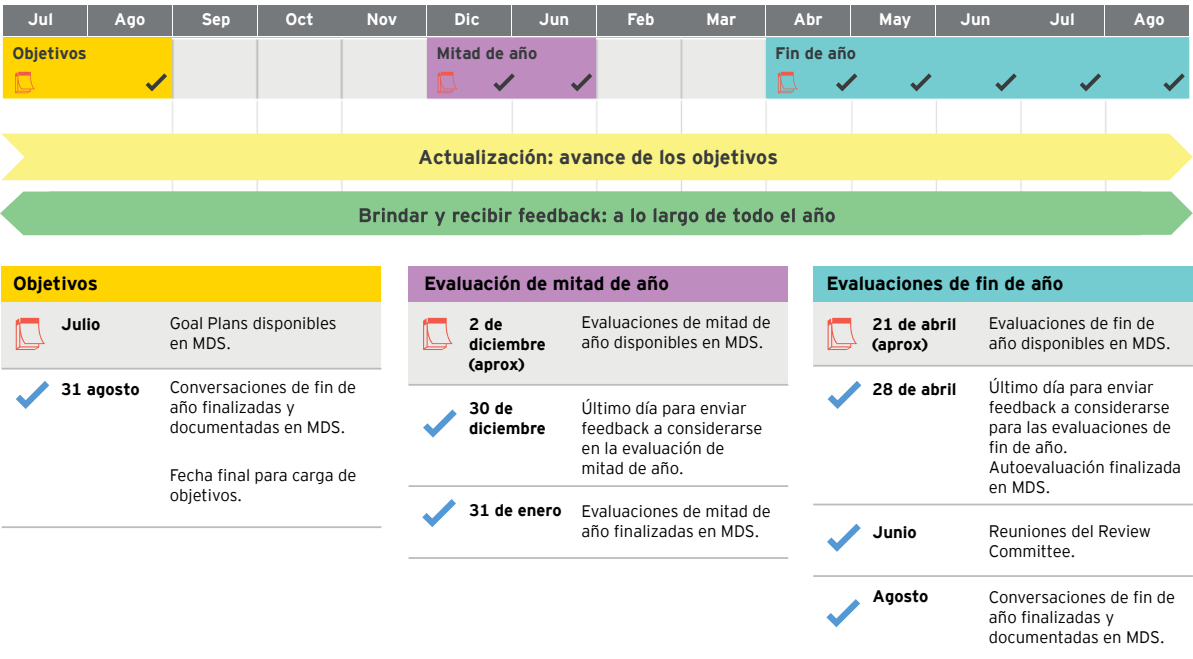 Jul Ago Sep Oct Nov Dic Jun Feb Mar Abr May Jun Jul Ago
Objetivos Mitad de año Fin de año
Actualización: avance de los objetivos
Brindar y recibir feedback: a lo largo de todo el año
Objetivos
Julio Goal Plans disponibles
en MDS.
31 agosto Conversaciones de fin de
año finalizadas y
documentadas en MDS.
Fecha final para carga de
objetivos.
Evaluación de mitad de año
2 de Evaluaciones de mitad de
diciembre año disponibles en MDS.
(aprox)
30 de Último día para enviar
diciembre feedback a considerarse
en la evaluación de
mitad de año.
31 de enero Evaluaciones de mitad de
año finalizadas en MDS.
Evaluaciones de fin de año
21 de abril Evaluaciones de fin de
(aprox) año disponibles en MDS.
28 de abril Último día para enviar
feedback a considerarse
para las evaluaciones de
fin de año.
Autoevaluación finalizada
en MDS.
Junio Reuniones del Review
Committee.
Agosto Conversaciones de fin de
año finalizadas y
documentadas en MDS.